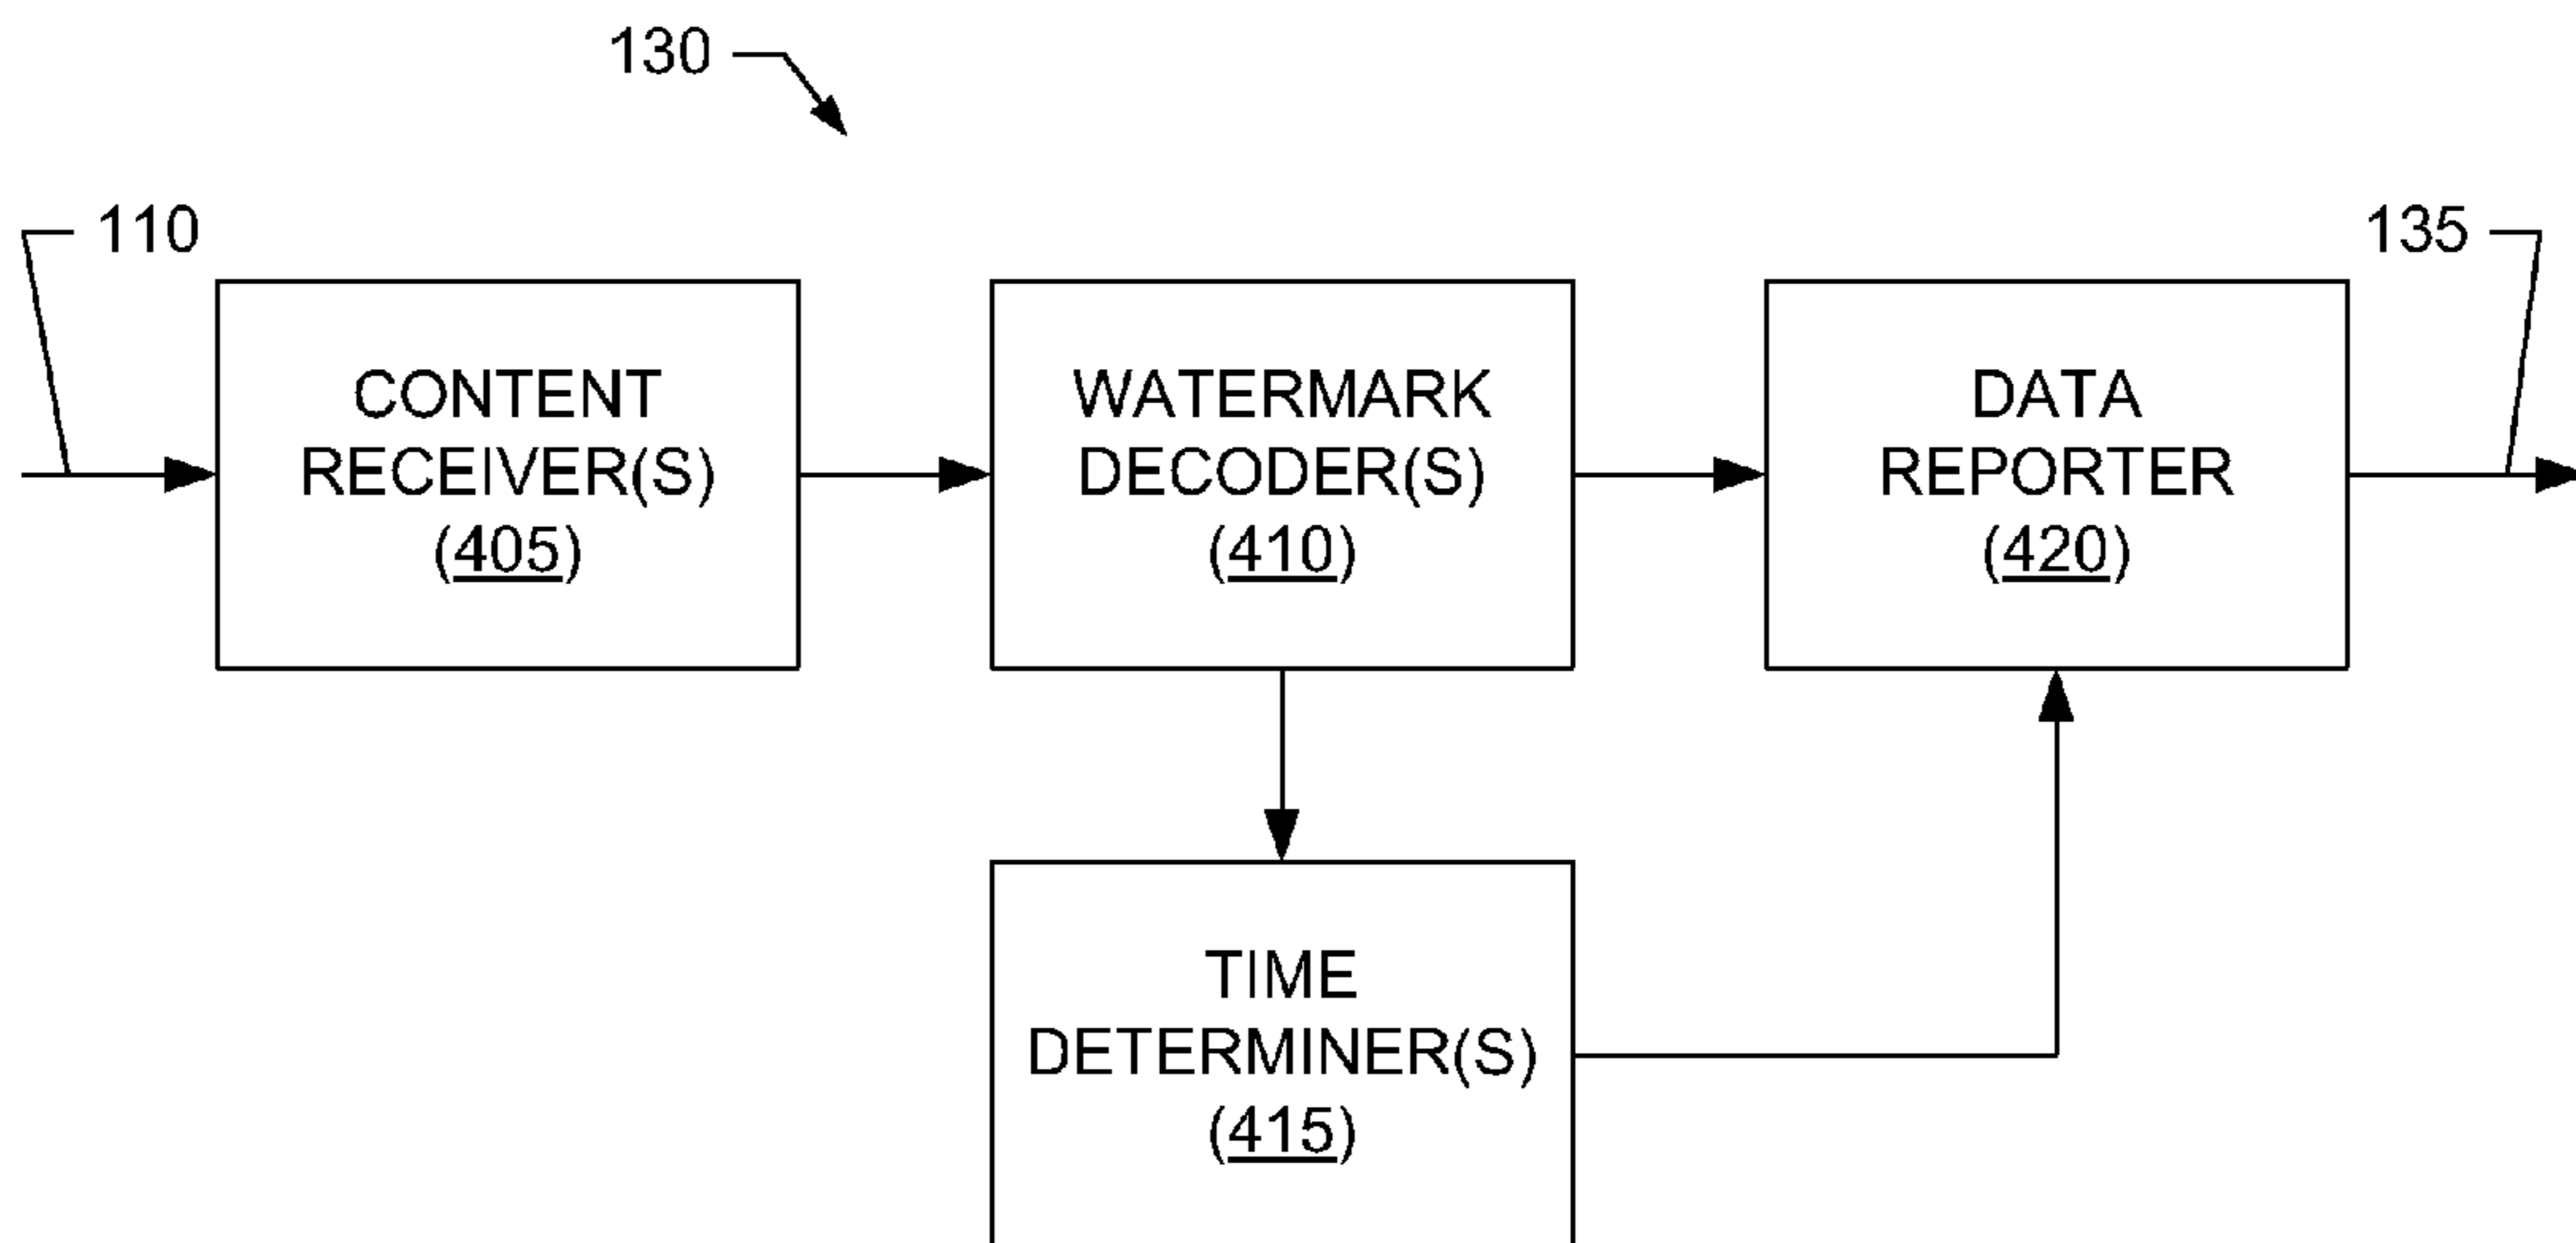 130
110
135
CONTENT
RECEIVER(S)
(405)
WATERMARK
DECODER(S)
(410)
DATA
REPORTER
(420)
TIME
DETERMINER(S)
(415)